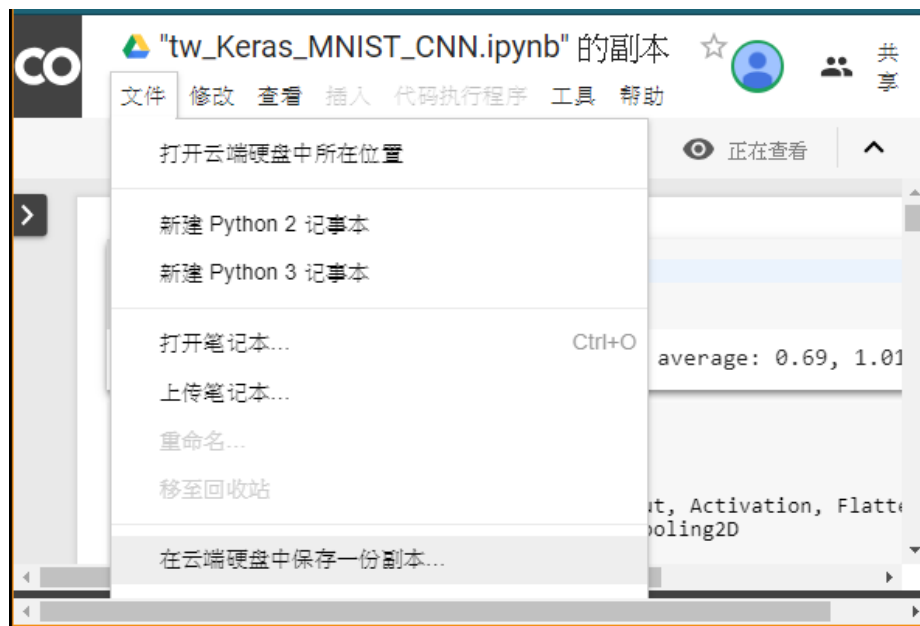 CO
"tw_Keras_MNIST_CNN.ipynb" 的副本
共享
文件 修改 查看 插入 代码执行程序 工具 帮助
正在查看
打开云端硬盘中所在位置
新建 Python 2 记事本
新建 Python 3 记事本
打开笔记本... Ctrl+O
average: 0.69, 1.01
上传笔记本...
重命名...
移至回收站
Activation, Flatte
ooling2D
在云端硬盘中保存一份副本...